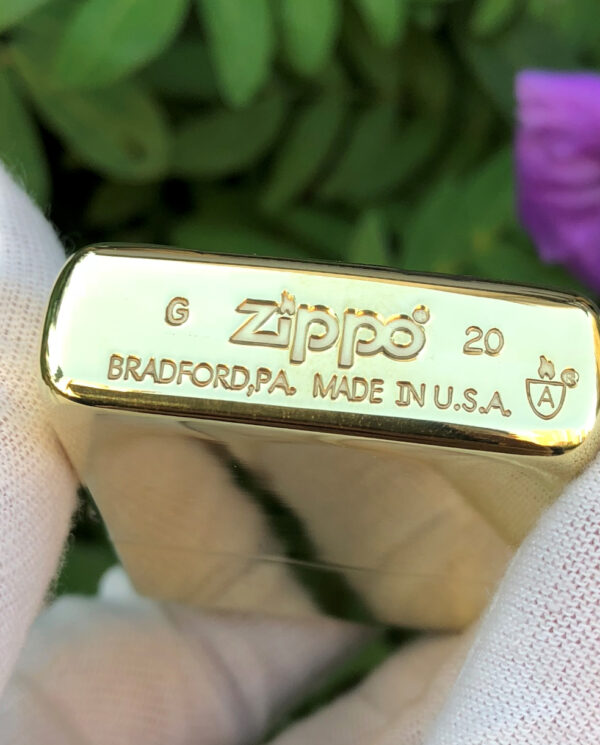 G zippo 20
BRADFORD,PA. MADE IN U.S.A.
A